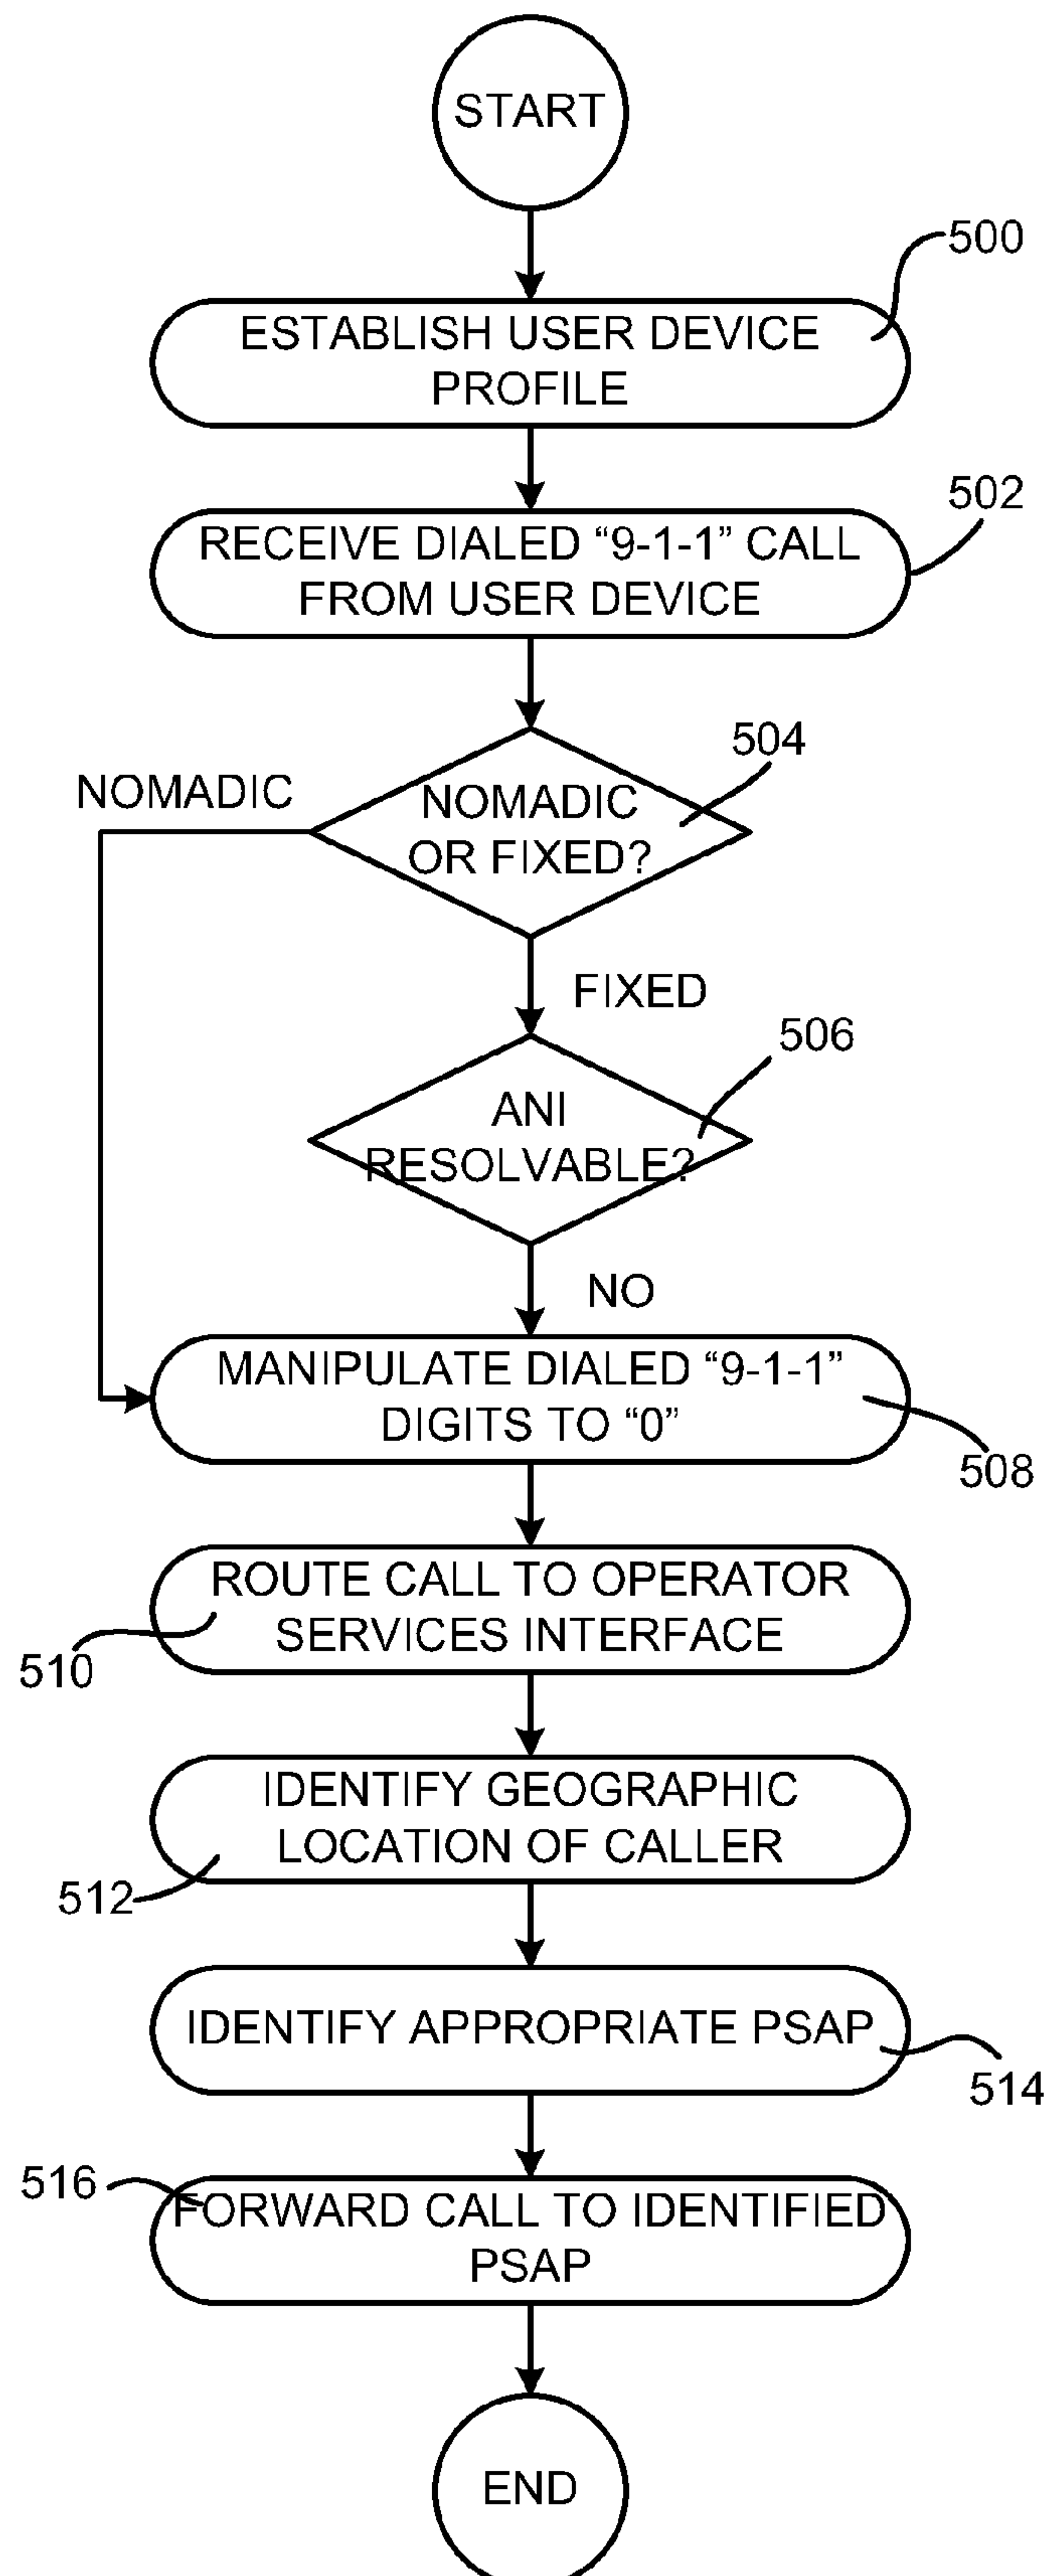 START
500
ESTABLISH USER DEVICE
PROFILE
502
RECEIVE DIALED “9-1-1” CALL
FROM USER DEVICE
504
NOMADIC
NOMADIC
OR FIXED?
FIXED
506
ANI
RESOLVABLE?
NO
MANIPULATE DIALED “9-1-1”
DIGITS TO “0”
508
ROUTE CALL TO OPERATOR
SERVICES INTERFACE
510
IDENTIFY GEOGRAPHIC
LOCATION OF CALLER
512
IDENTIFY APPROPRIATE PSAP
514
516
FORWARD CALL TO IDENTIFIED
PSAP
END